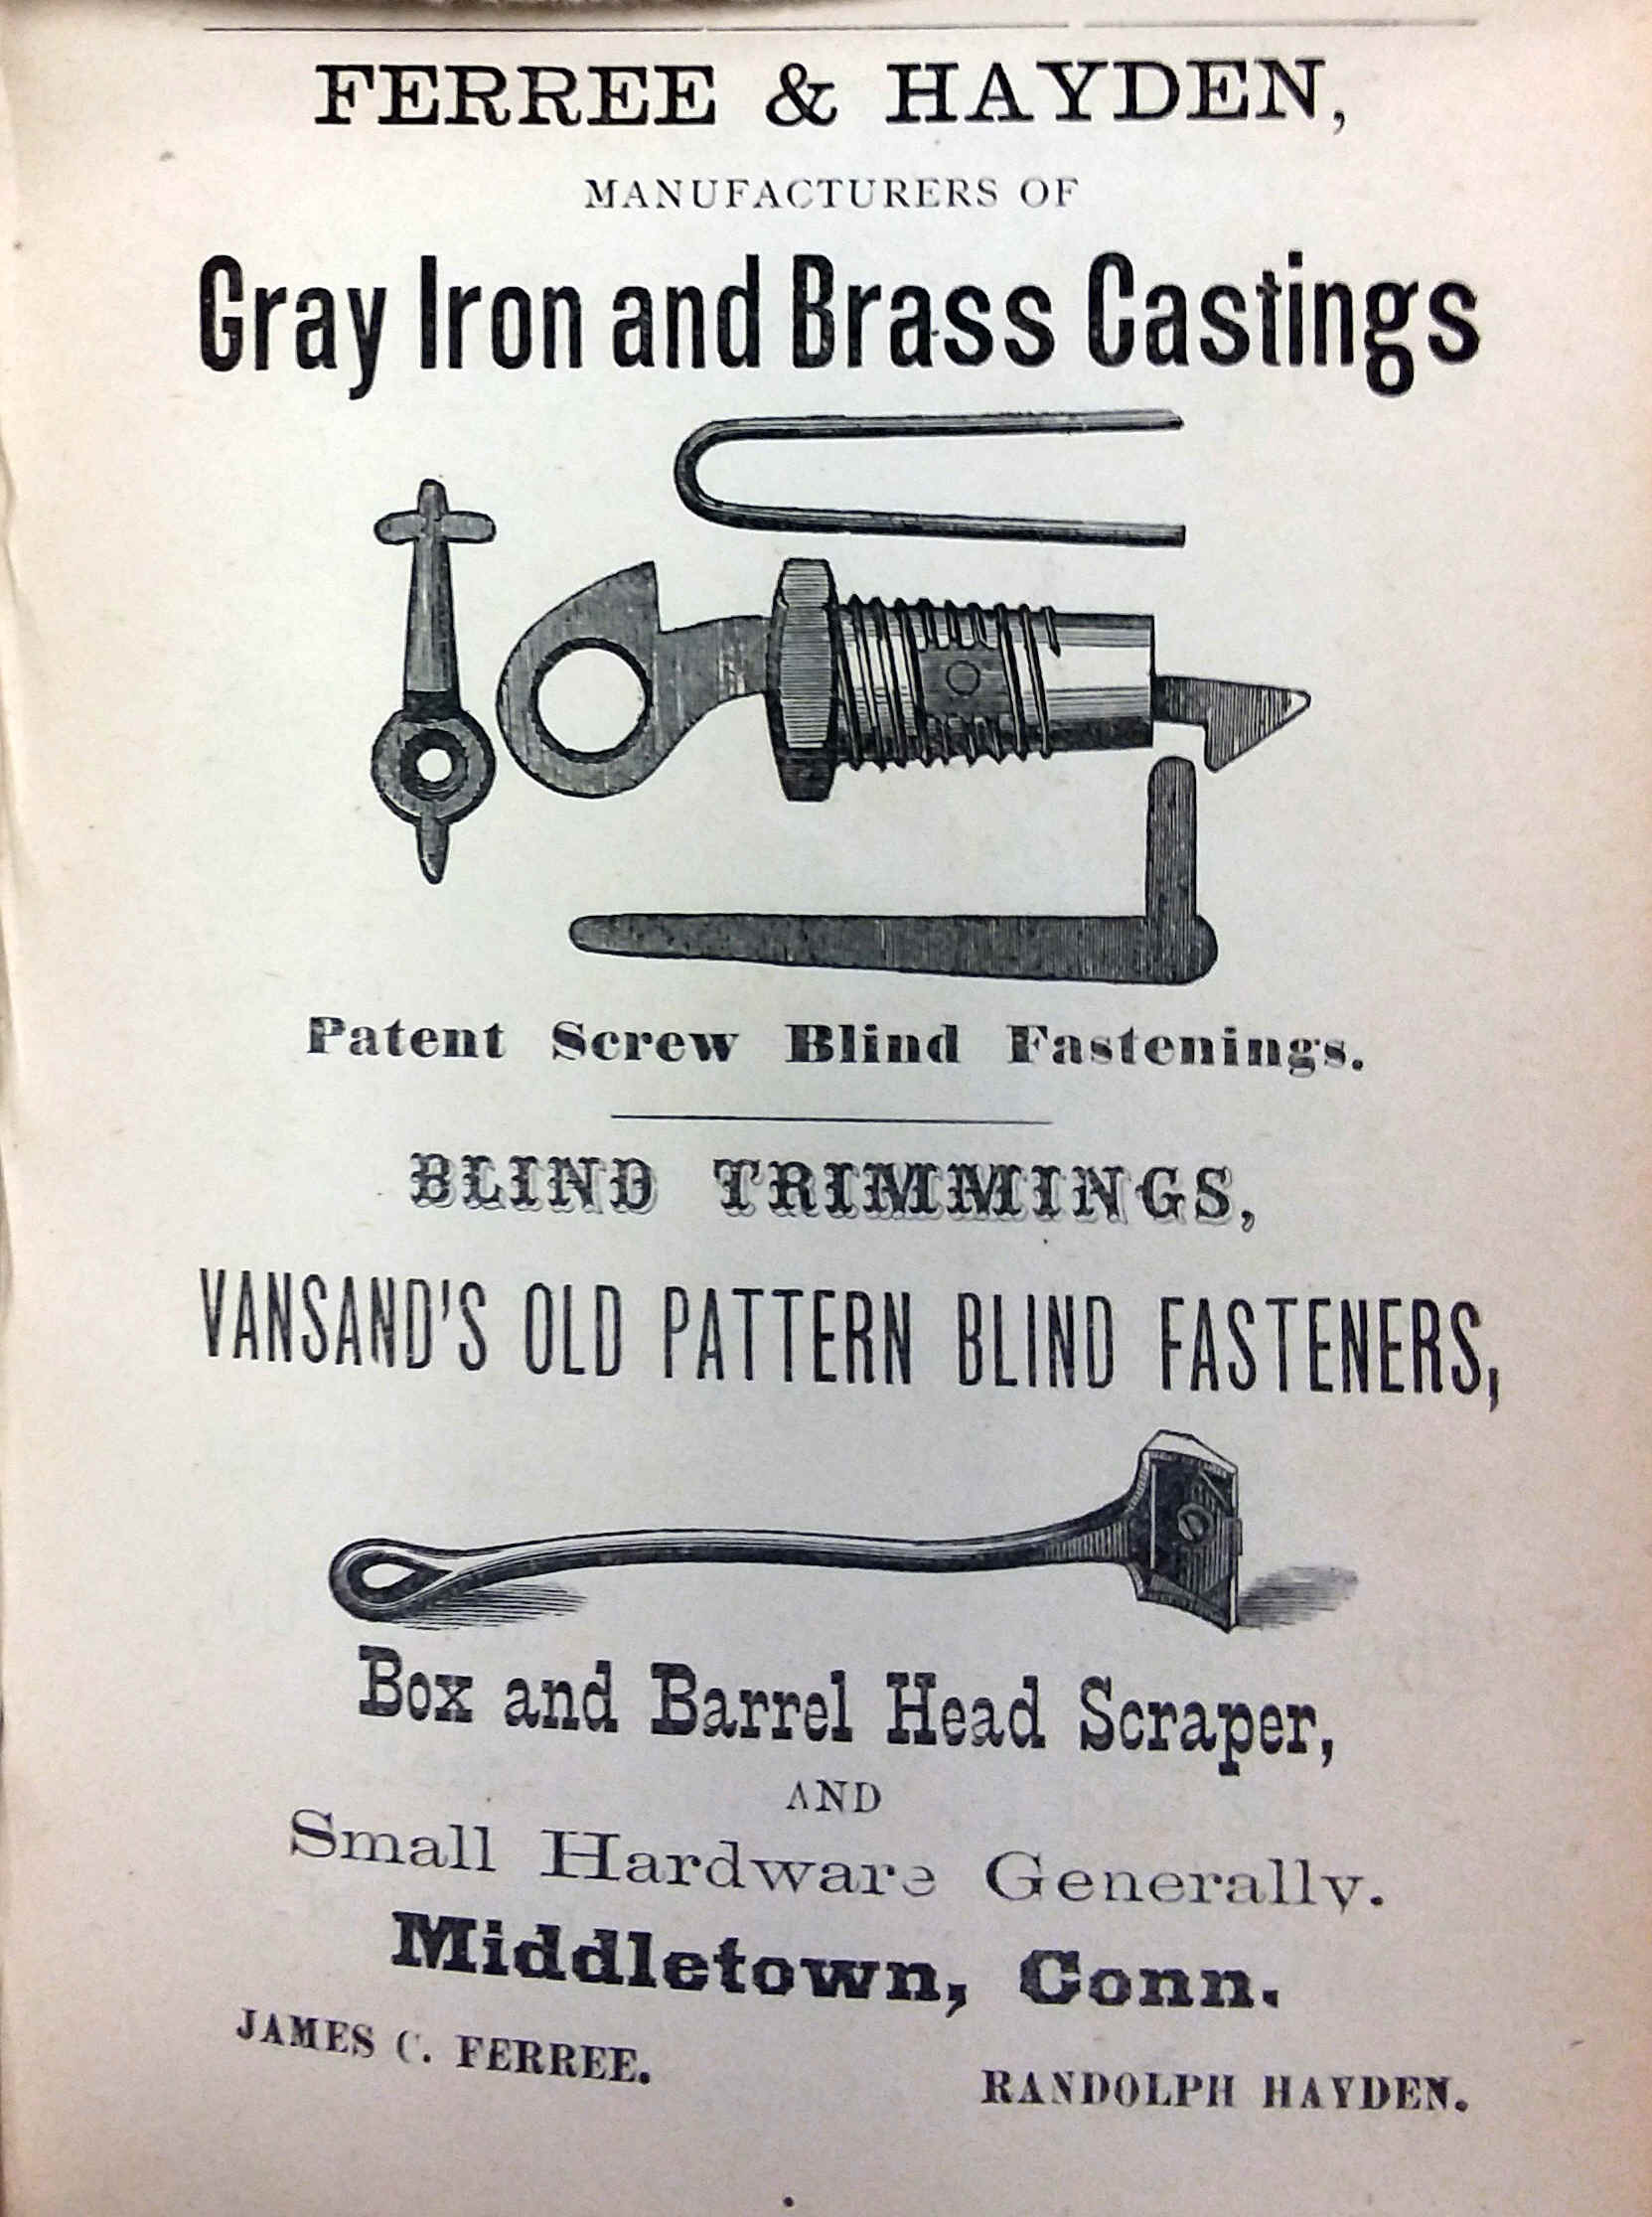 FERREE & HAYDEN,
MANUFACTURERS OF
Gray Iron and Brass Castings
Patent Screw Blind Fastenings.
BLIND TRIMMINGS,
VANSAND'S OLD PATTERN BLIND FASTENERS,
Box and Barrel Head Scraper,
AND
Small Hardware Generally.
Middletown, Conn.
JAMES C. FERREE.
RANDOLPH HAYDEN.